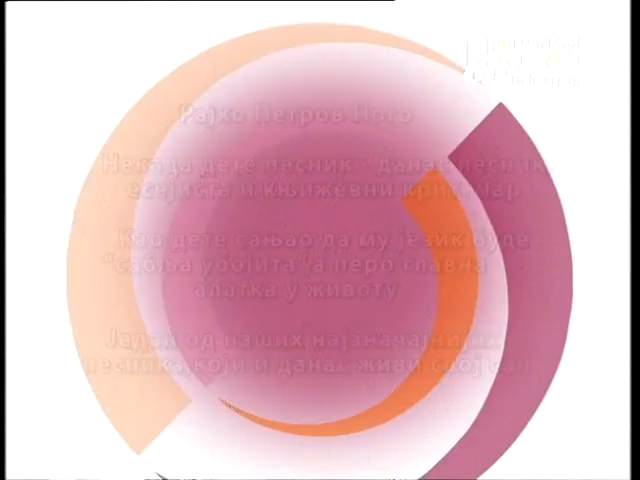 Рајко Петров Ного
Некада дете песник - данас песник
есејиста и књижевни критичар
Као дете сањао да му језик буде
"сабља убојита", а перо главна
алатка у животу
Један од наших најзначајнијих
песника који и данас живи свој сан